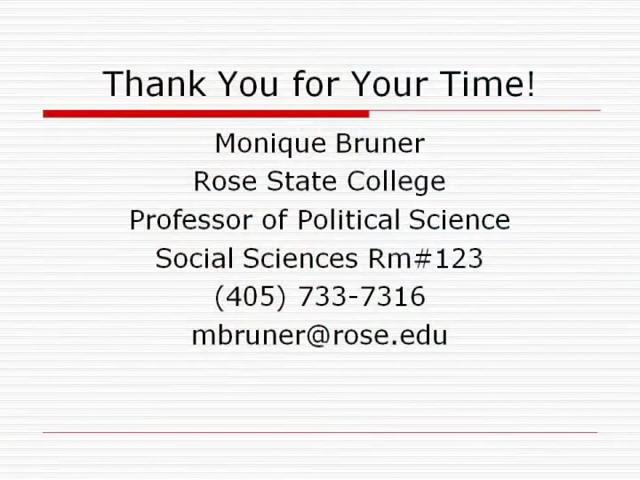 Thank You for Your Time!
Monique Bruner
Rose State College
Professor of Political Science
Social Sciences Rm#123
(405) 733-7316
mbruner@rose.edu